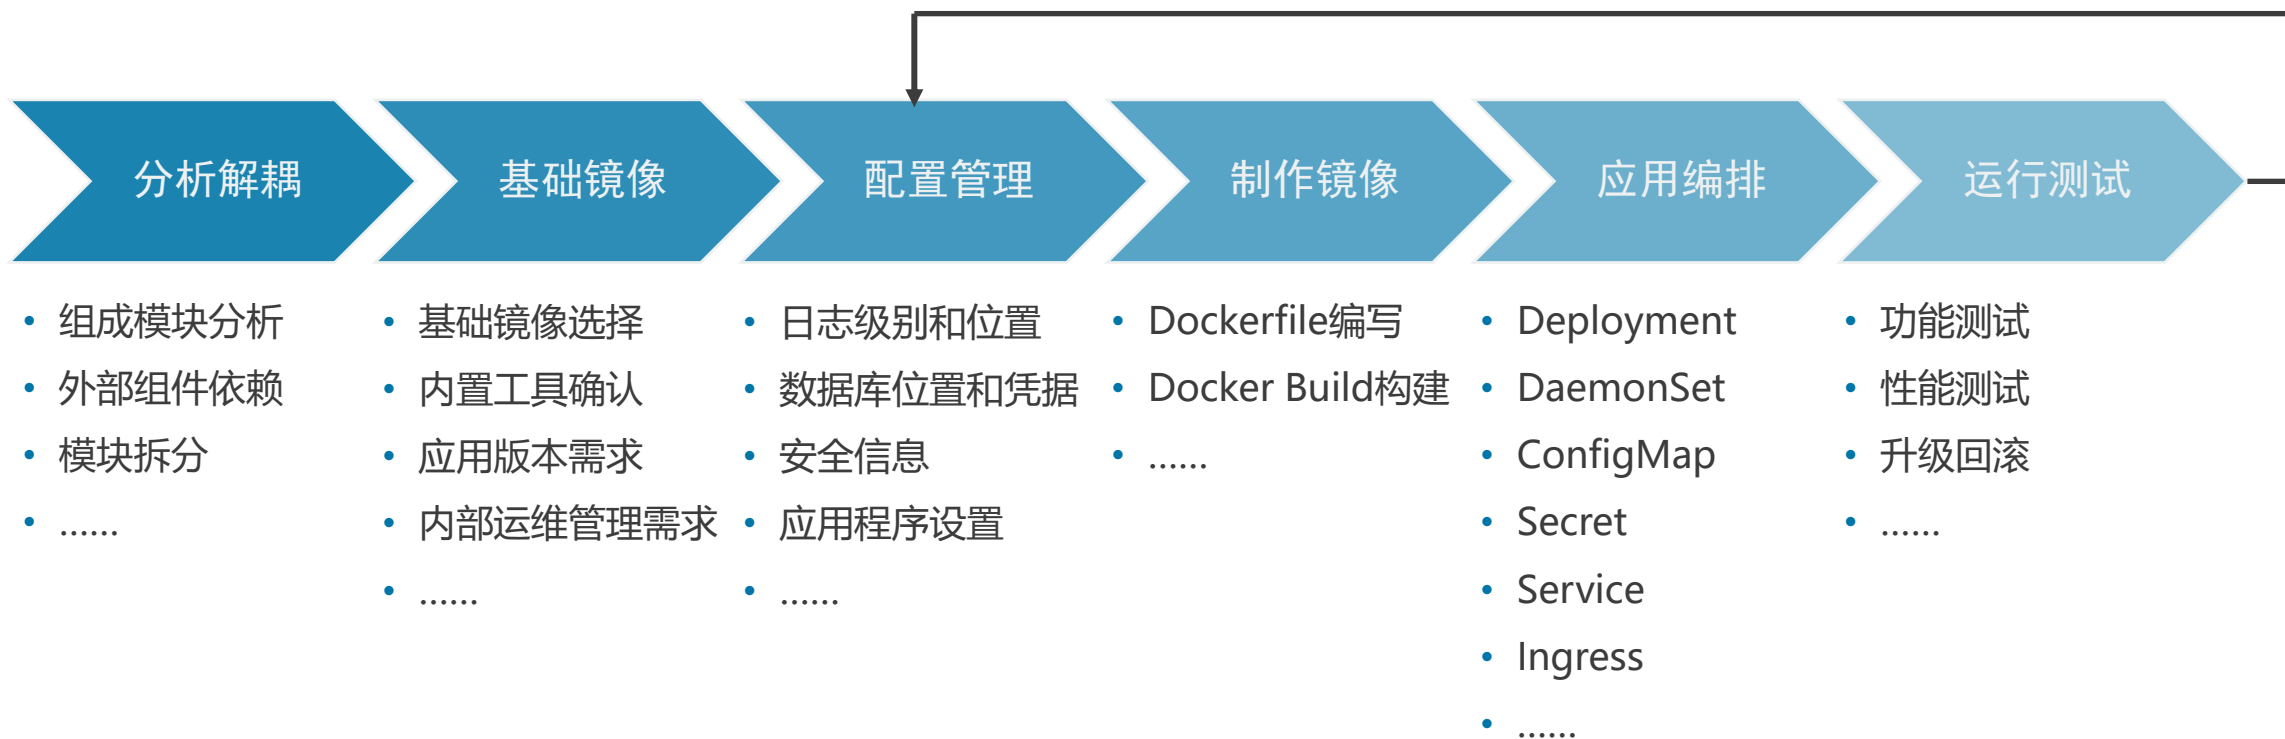 分析解耦
基础镜像
配置管理
制作镜像
应用编排
运行测试
• 组成模块分析
• 外部组件依赖
• 模块拆分
• ......
• 基础镜像选择
• 内置工具确认
• 应用版本需求
• 内部运维管理需求
• ......
• 日志级别和位置
• 数据库位置和凭据
• 安全信息
• 应用程序设置
• ......
• Dockerfile编写
• Docker Build构建
• ......
• Deployment
• DaemonSet
• ConfigMap
• Secret
• Service
• Ingress
• ......
• 功能测试
• 性能测试
• 升级回滚
• ......